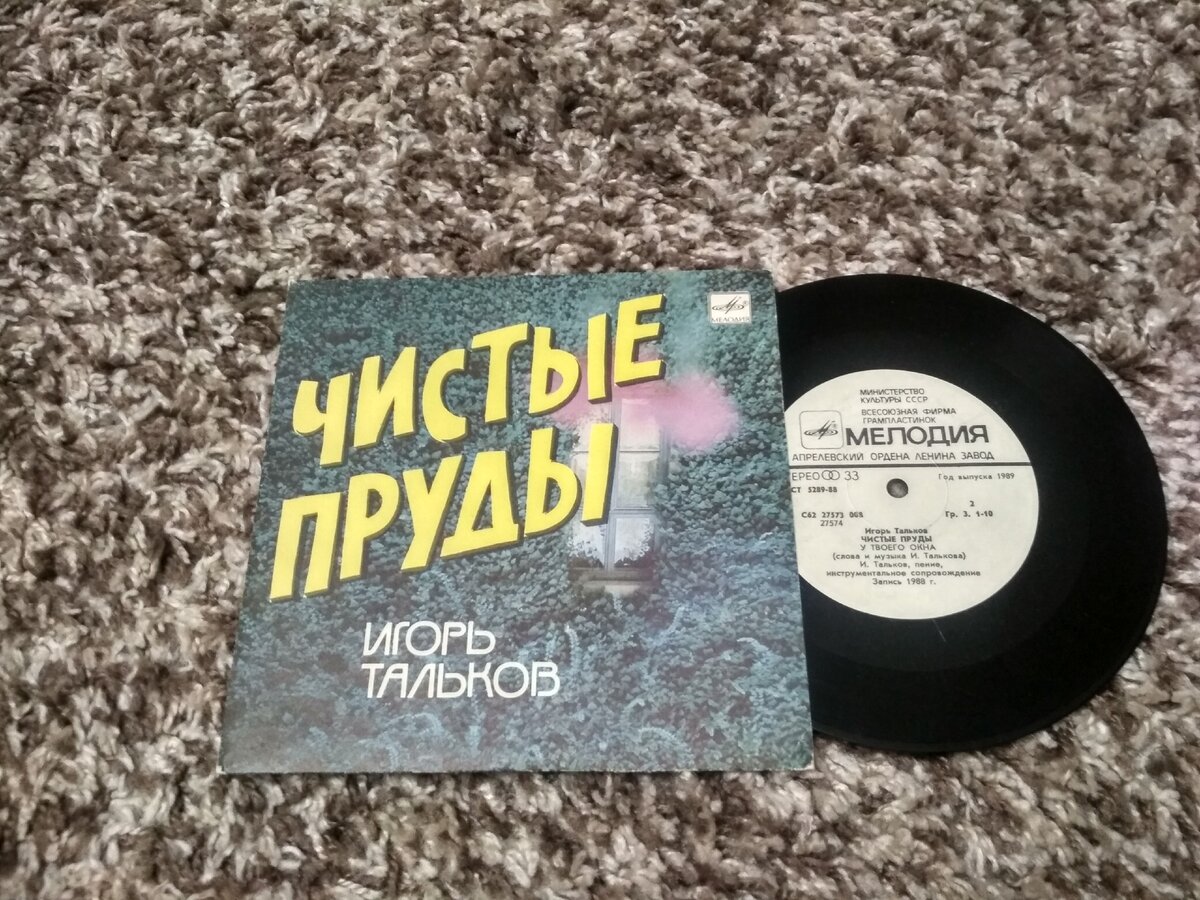 ЧИСТЫЕ
ПРУДЫ
ИГОРЬ
ТАЛЬКОВ
МЕЛОДИЯ
МИНИСТЕРСТВО
КУЛЬТУРЫ СССР
ВСЕСОЮЗНАЯ ФИРМА
ГРАМПЛАСТИНОК
МЕЛОДИЯ
АПРЕЛЕВСКИЙ ОРДЕНА ЛЕНИНА ЗАВОД
ТЕРЕО 33
Год выпуска 1989
СТ 5289-88
2
С62 27573 008
Гр. 3. 1-10
27574
Игорь Тальков
ЧИСТЫЕ ПРУДЫ
У ТВОЕГО ОКНА
(слова и музыка И. Талькова)
И. Тальков, пение,
инструментальное сопровождение
Запись 1988 г.